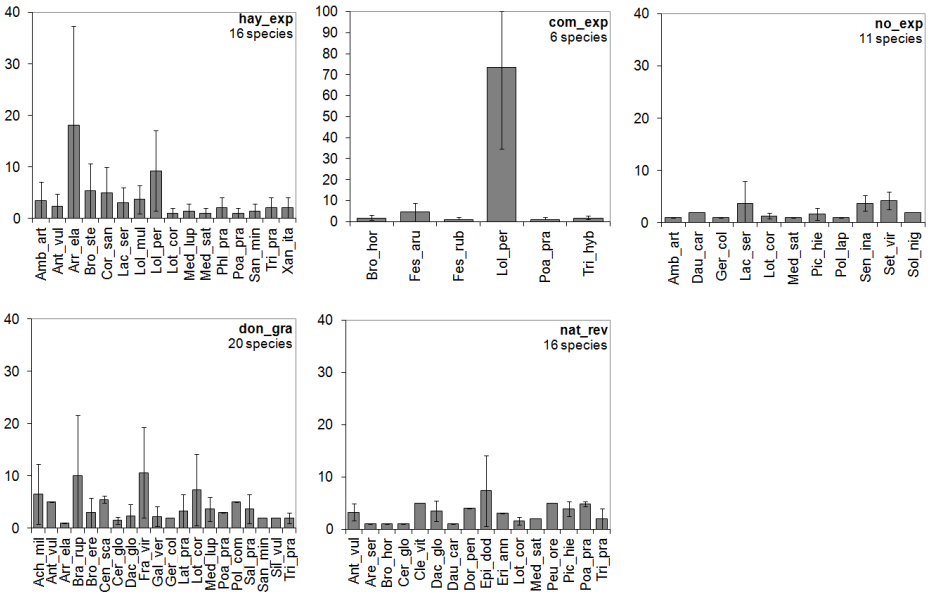 hay_exp
16 species
40
30
20
10
0
Amb_art
Ant_vul
Arr_ela
Bro_ste
Cor_san
Lac_ser
Lol_mul
Lol_per
Lot_cor
Med_lup
Med_sat
Phl_pra
Poa_pra
San_min
Tri_pra
Xan_ita
com_exp
6 species
100
90
80
70
60
50
40
30
20
10
0
Bro_hor
Fes_aru
Fes_rub
Lol_per
Poa_pra
Tri_hyb
no_exp
11 species
40
30
20
10
0
Amb_art
Dau_car
Ger_col
Lac_ser
Lot_cor
Med_sat
Pic_hie
Pol_lap
Sen_ina
Set_vir
Sol_nig
don_gra
20 species
40
30
20
10
0
Ach_mil
Ant_vul
Arr_ela
Bra_rup
Bro_ere
Cen_sca
Cer_glo
Dac_glo
Fra_vir
Gal_ver
Ger_col
Lat_pra
Lot_cor
Med_lup
Poa_pra
Pol_com
Sal_pra
San_min
Sil_vul
Tri_pra
nat_rev
16 species
40
30
20
10
0
Ant_vul
Are_ser
Bro_hor
Cer_glo
Cle_vit
Dac_glo
Dau_car
Dor_pen
Epi_dod
Eri_ann
Lot_cor
Med_sat
Peu_ore
Pic_hie
Poa_pra
Tri_pra